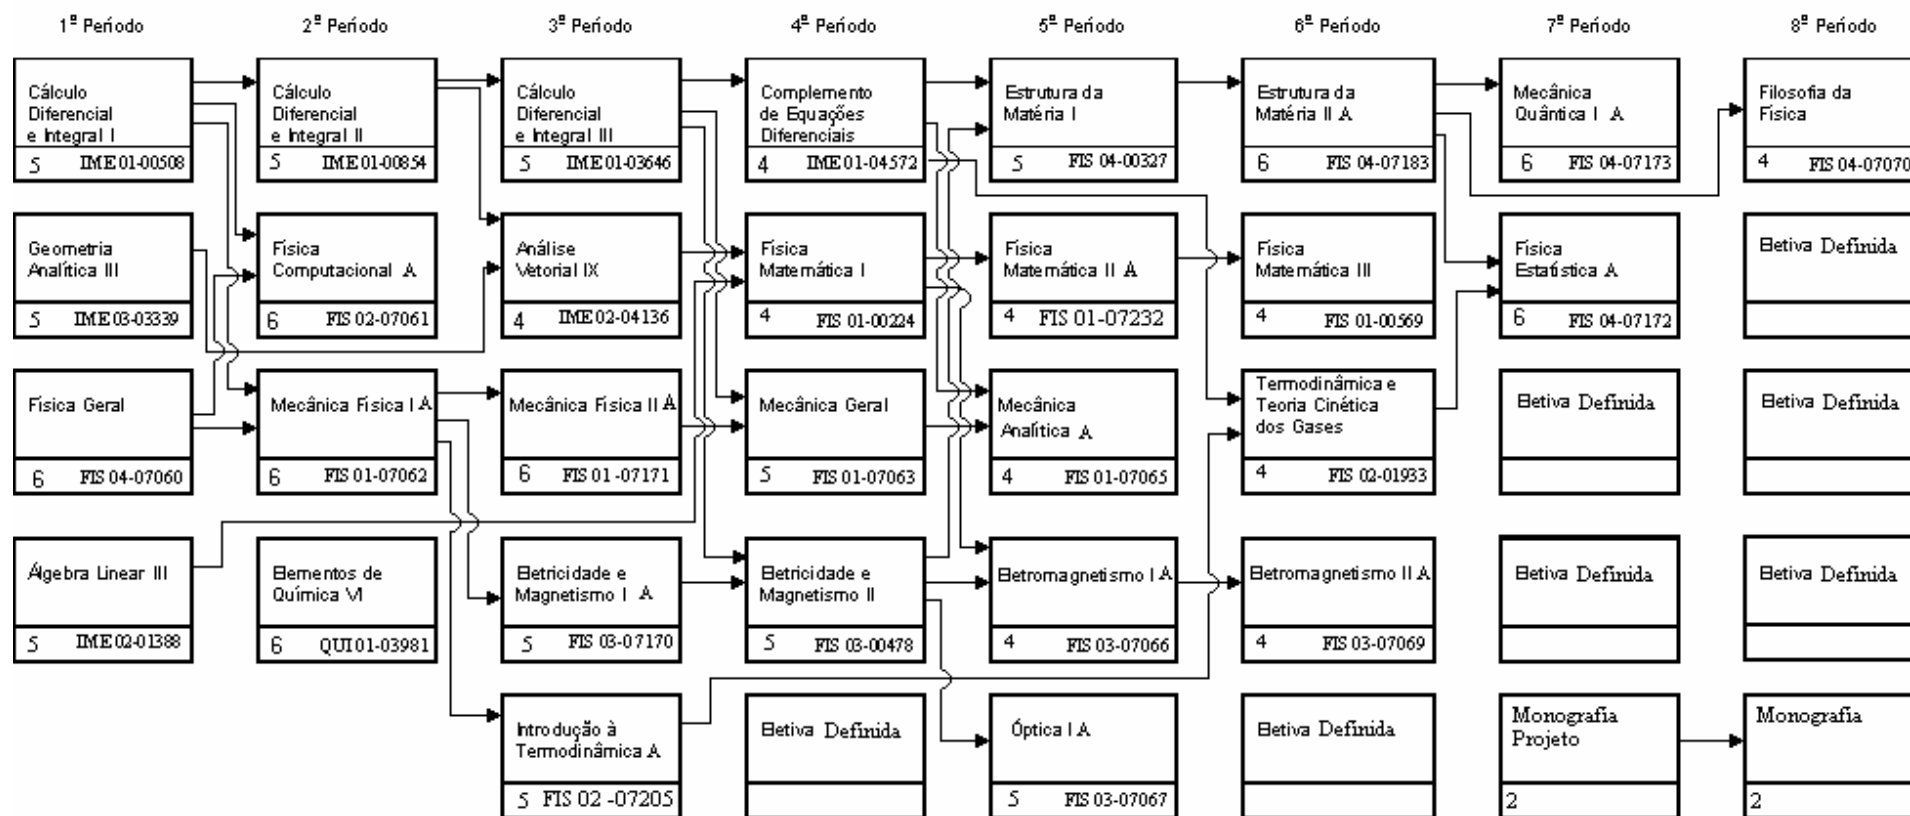 1ª Período 2ª Período 3ª Período 4ª Período 5ª Período 6ª Período 7ª Período 8ª Período
Cálculo
Diferencial
e Integral I
5 IME 01-00508
Cálculo
Diferencial
e Integral II
5 IME 01-00854
Cálculo
Diferencial
e Integral III
5 IME 01-03646
Complemento
de Equações
Diferenciais
4 IME 01-04572
Estrutura da
Matéria I
5 FIS 04-00327
Estrutura da
Matéria II A
6 FIS 04-07183
Mecânica
Quântica I A
6 FIS 04-07173
Filosofia da
Física
4 FIS 04-07070
Geometria
Analítica III
5 IME 03-03339
Física
Computacional A
6 FIS 02-07061
Análise
Vetorial IX
4 IME 02-04136
Física
Matemática I
4 FIS 01-00224
Física
Matemática II A
4 FIS 01-07232
Física
Matemática III
4 FIS 01-00569
Física
Estatística A
6 FIS 04-07172
Eletiva Definida
Física Geral
6 FIS 04-07060
Mecânica Física I A
6 FIS 01-07062
Mecânica Física II A
6 FIS 01-07171
Mecânica Geral
5 FIS 01-07063
Mecânica
Analítica A
4 FIS 01-07065
Termodinâmica e
Teoria Cinética
dos Gases
4 FIS 02-01933
Eletiva Definida
Eletiva Definida
Álgebra Linear III
5 IME 02-01388
Elementos de
Química VI
6 QUI 01-03981
Eletricidade e
Magnetismo I A
5 FIS 03-07170
Eletricidade e
Magnetismo II
5 FIS 03-00478
Eletromagnetismo I A
4 FIS 03-07066
Eletromagnetismo II A
4 FIS 03-07069
Eletiva Definida
Eletiva Definida
Introdução à
Termodinâmica A
5 FIS 02 -07205
Eletiva Definida
Óptica I A
5 FIS 03-07067
Eletiva Definida
Monografia
Projeto
2
Monografia
2